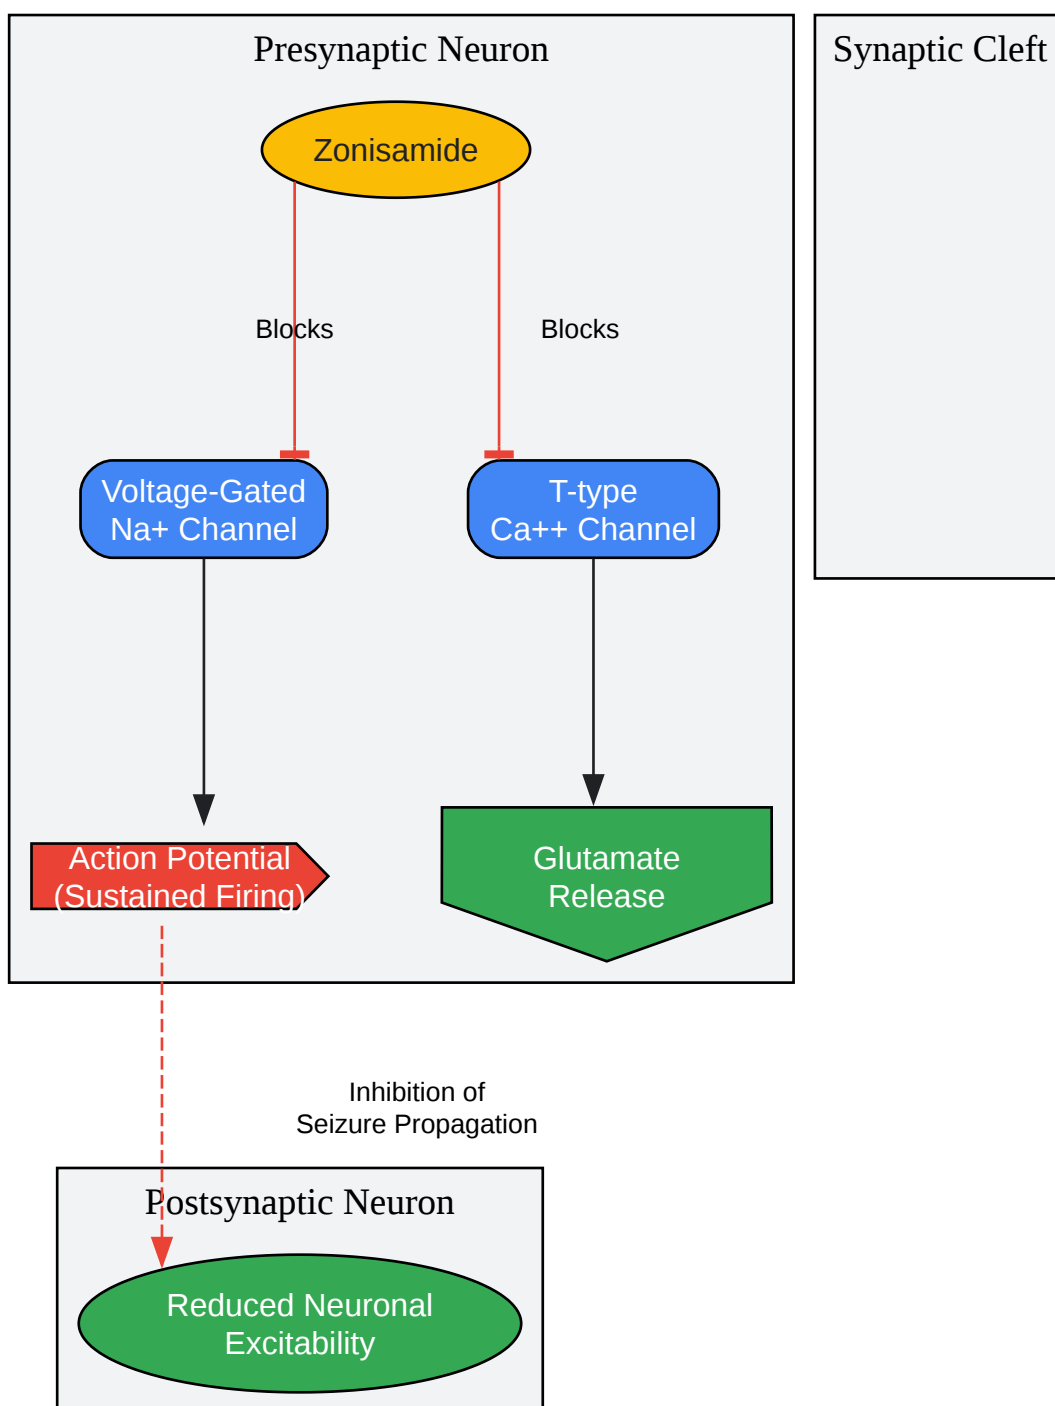 Presynaptic Neuron
Synaptic Cleft
Zonisamide
Blocks
Blocks
Voltage-Gated
Na+ Channel
T-type
Ca++ Channel
Action Potential
(Sustained Firing)
Glutamate
Release
Inhibition of
Seizure Propagation
Postsynaptic Neuron
Reduced Neuronal
Excitability